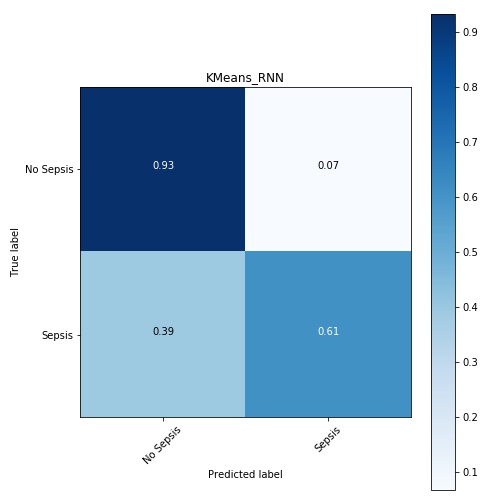 KMeans_RNN
True label
No Sepsis
0.93
0.07
Sepsis
0.39
0.61
No Sepsis
Sepsis
Predicted label
0.9
0.8
0.7
0.6
0.5
0.4
0.3
0.2
0.1